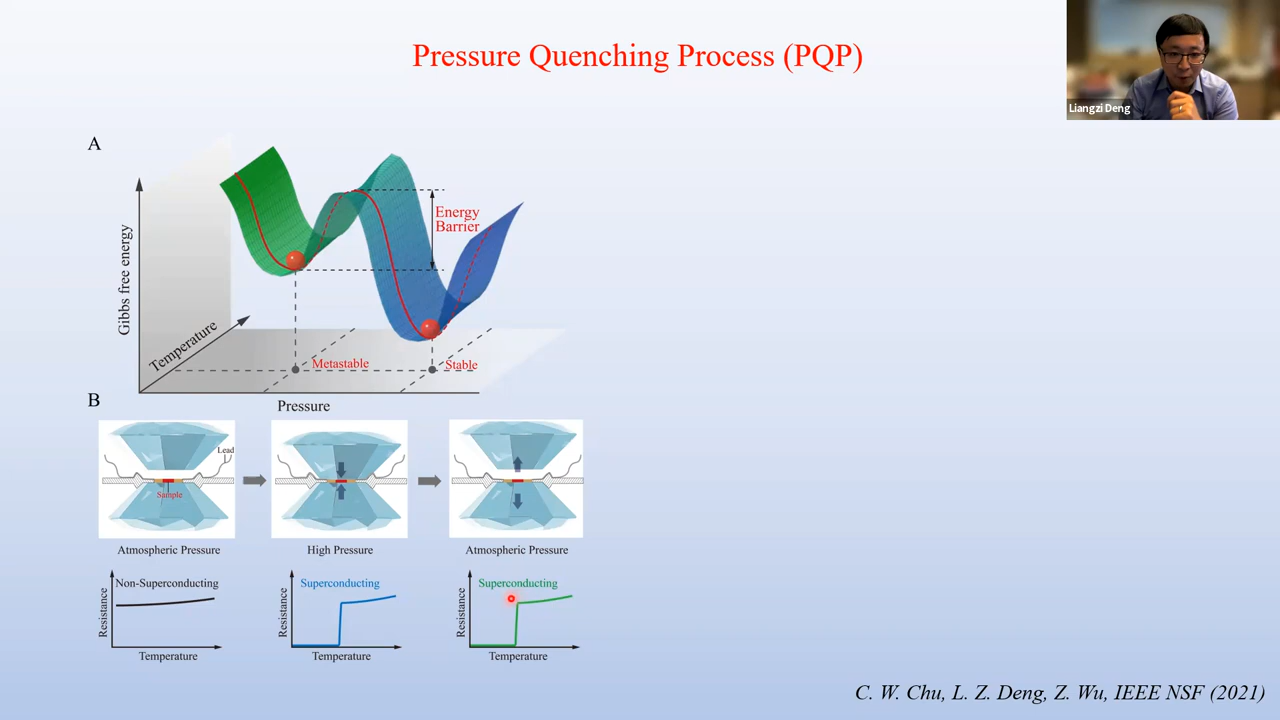 Pressure Quenching Process (PQP)
Liangzi Deng
A
Gibbs free energy
Temperature
Energy
Barrier
Metastable
Stable
Pressure
B
Lead
Sample
Atmospheric Pressure
High Pressure
Atmospheric Pressure
Non-Superconducting
Resistance
Temperature
Superconducting
Resistance
Temperature
Superconducting
Resistance
Temperature
C. W. Chu, L. Z. Deng, Z. Wu, IEEE NSF (2021)